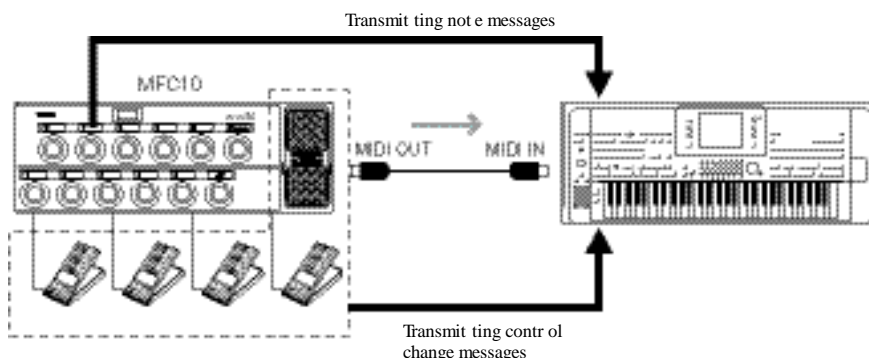 Transmit ting not e messages
MFC10
MIDI OUT
MIDI IN
Transmit ting contr ol
change messages